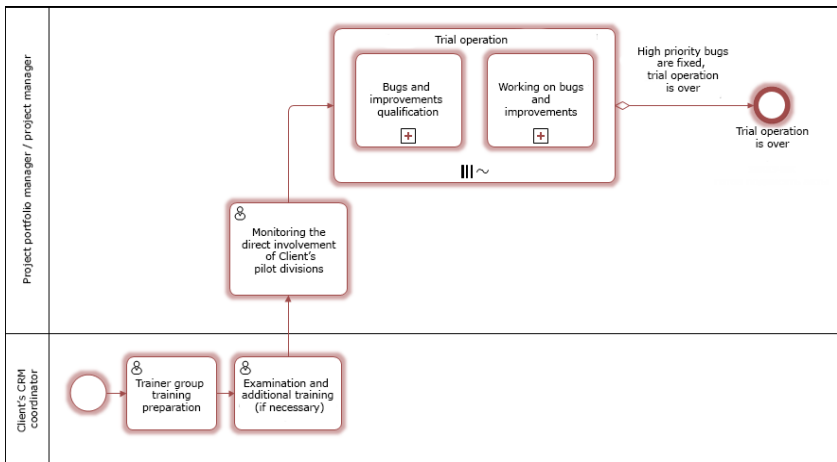 Project portfolio manager / project manager
Trial operation
Bugs and
improvements
qualification
Working on bugs
and
improvements
High priority bugs
are fixed,
trial operation
is over
Trial operation
is over
Monitoring the
direct involvement
of Client's
pilot divisions
Client's CRM
coordinator
Trainer group
training
preparation
Examination and
additional training
(if necessary)